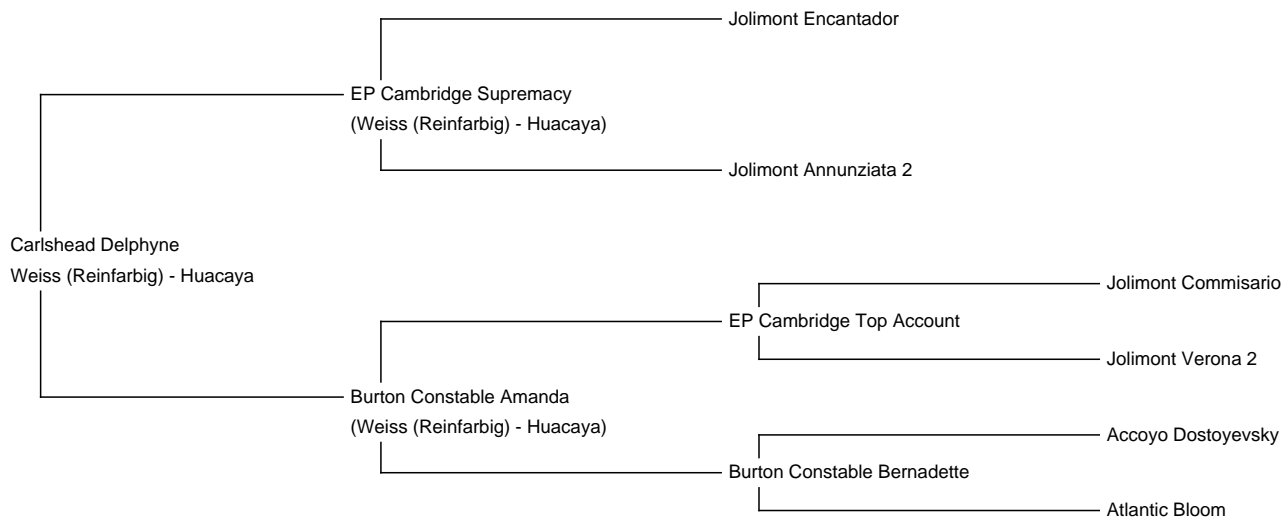 Jolimont Encantador
EP Cambridge Supremacy
(Weiss (Reinfarbig) - Huacaya)
Jolimont Annunziata 2
Carlshead Delphyne
Weiss (Reinfarbig) - Huacaya
Jolimont Commisario
EP Cambridge Top Account
Jolimont Verona 2
Burton Constable Amanda
(Weiss (Reinfarbig) - Huacaya)
Accoyo Dostoyevsky
Burton Constable Bernadette
Atlantic Bloom